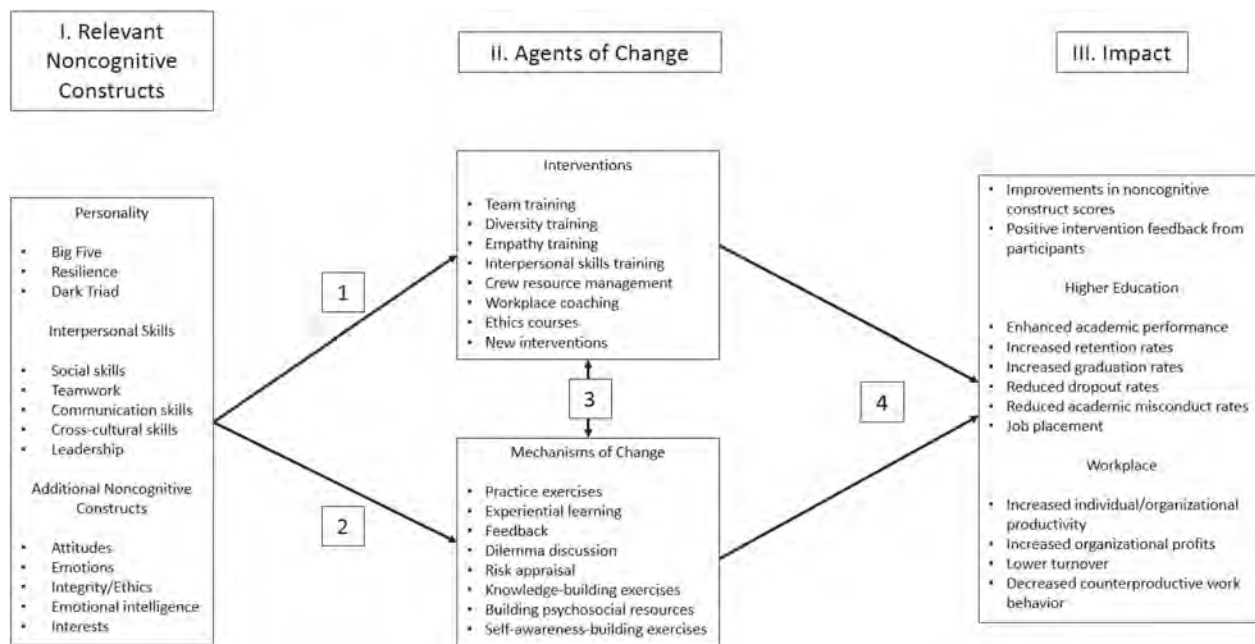 I. Relevant
Noncognitive
Constructs
II. Agents of Change
III. Impact
Personality
Big Five
Resilience
Dark Triad
Interpersonal Skills
Social skills
Teamwork
Communication skills
Cross-cultural skills
Leadership
Additional Noncognitive
Constructs
Attitudes
Emotions
Integrity/Ethics
Emotional intelligence
Interests
1
2
Interventions
Team training
Diversity training
Empathy training
Interpersonal skills training
Crew resource management
Workplace coaching
Ethics courses
New interventions
3
Mechanisms of Change
Practice exercises
Experiential learning
Feedback
Dilemma discussion
Risk appraisal
Knowledge-building exercises
Building psychosocial resources
Self-awareness-building exercises
4
Improvements in noncognitive
construct scores
Positive intervention feedback from
participants
Higher Education
Enhanced academic performance
Increased retention rates
Increased graduation rates
Reduced dropout rates
Reduced academic misconduct rates
Job placement
Workplace
Increased individual/organizational
productivity
Increased organizational profits
Lower turnover
Decreased counterproductive work
behavior